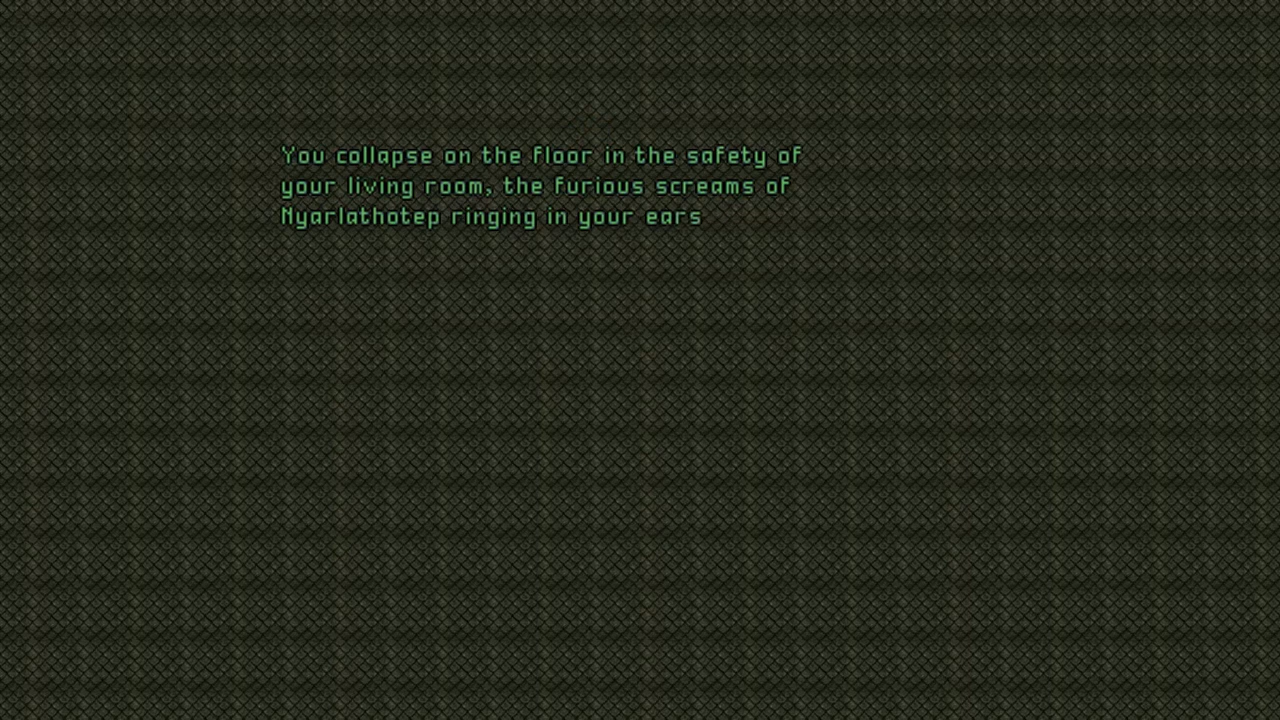 You collapse on the floor in the safety of
your living room, the furious screams of
Nyarlathotep ringing in your ears